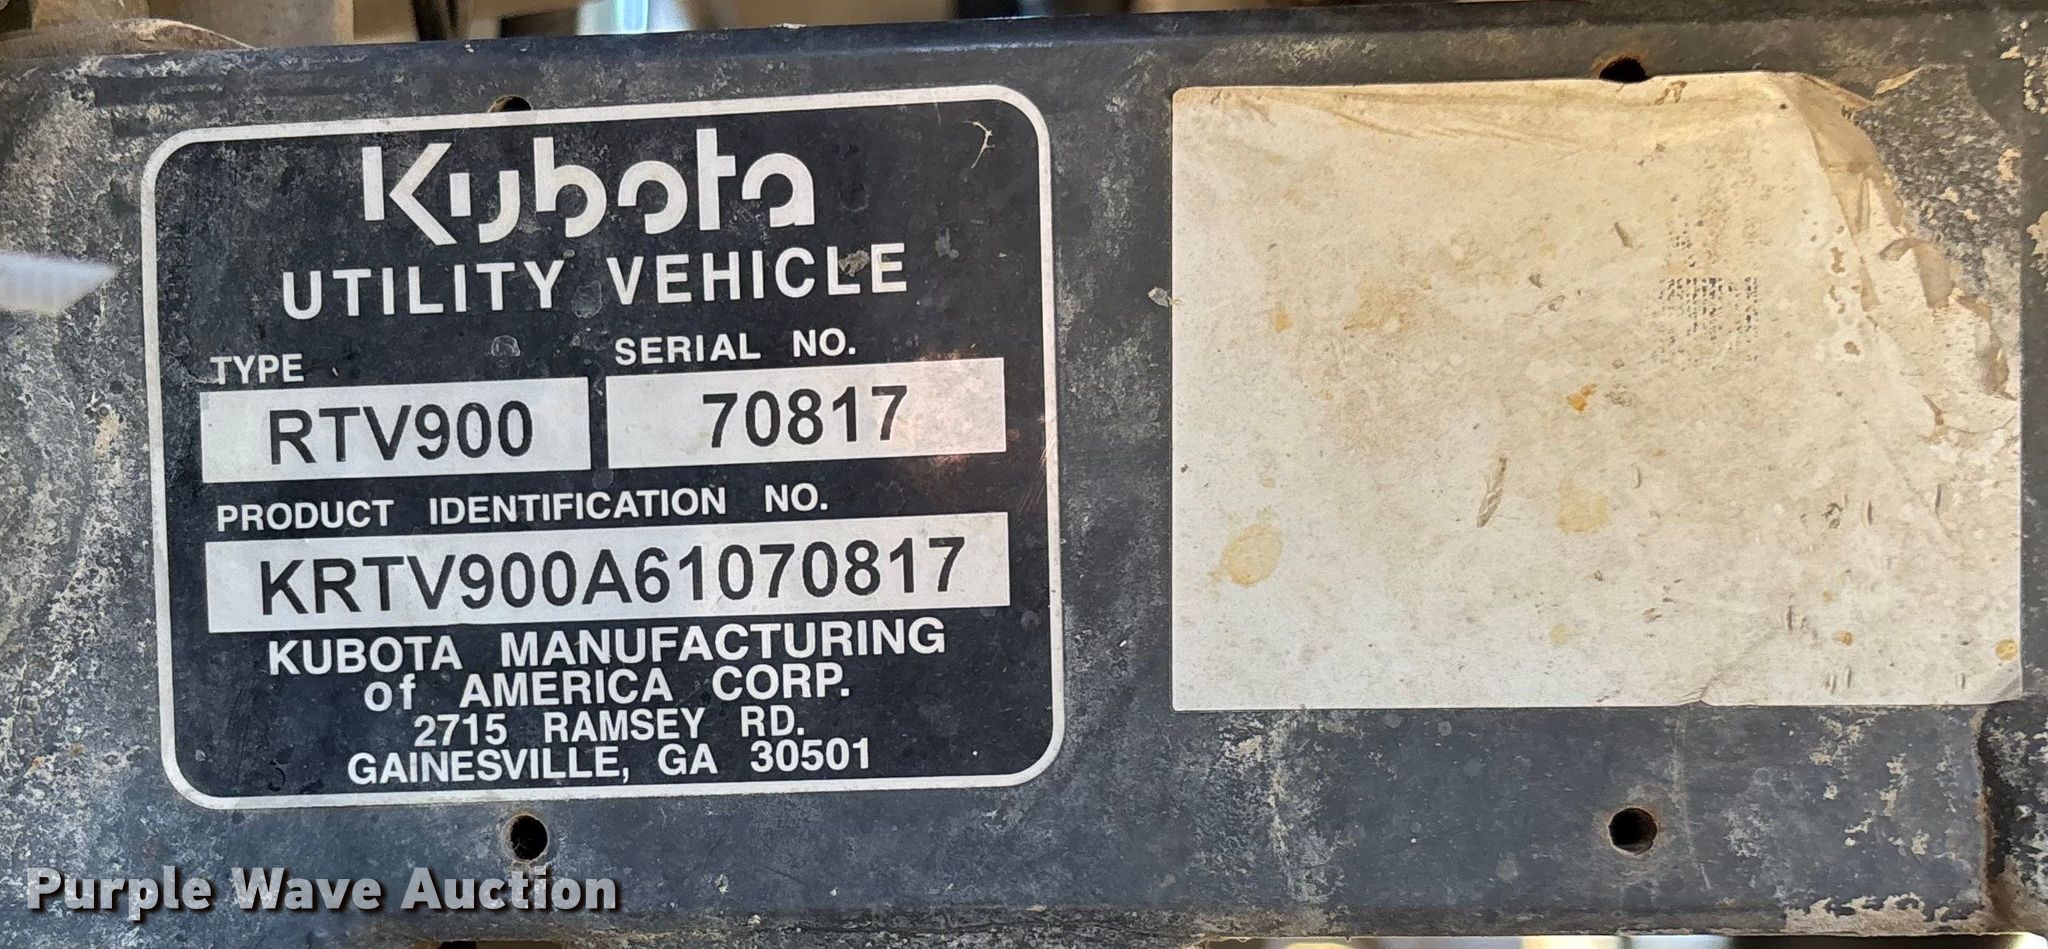 Kubota
UTILITY VEHICLE
TYPE SERIAL NO.
RTV900 70817
PRODUCT IDENTIFICATION NO.
KRTV900A61070817
KUBOTA MANUFACTURING
of AMERICA CORP.
2715 RAMSEY RD.
GAINESVILLE, GA 30501
Purple Wave Auction